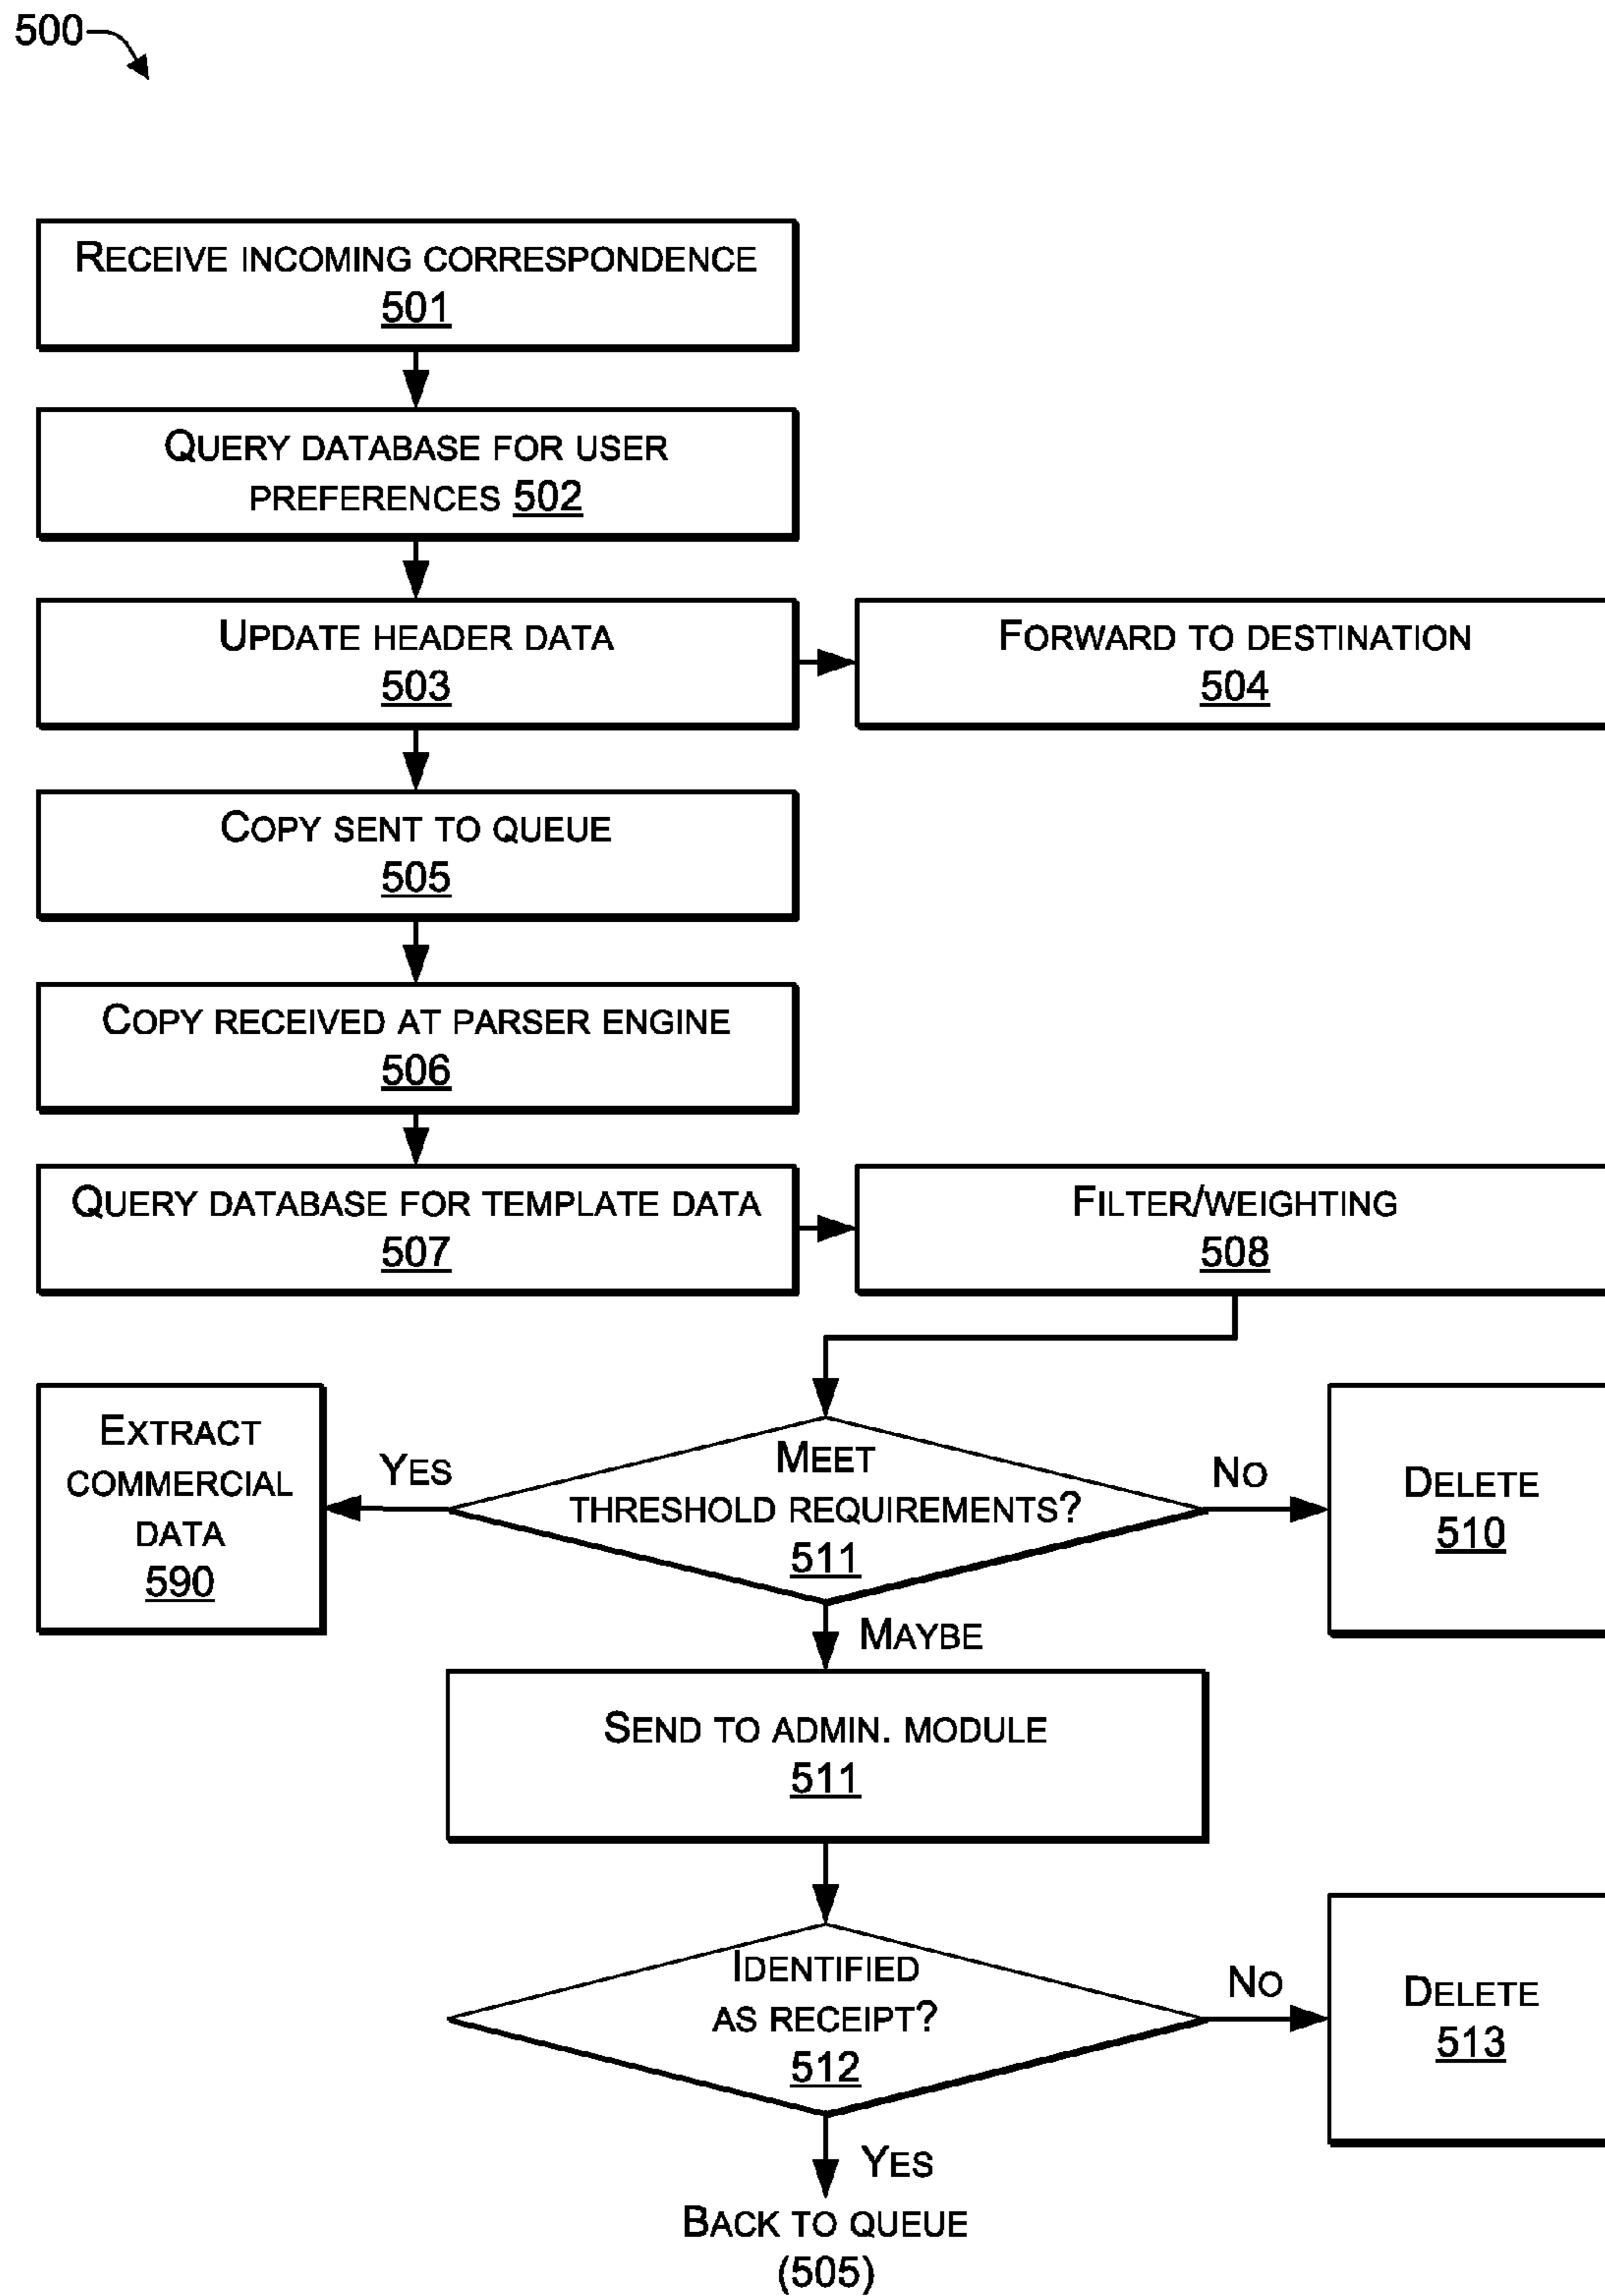 500
RECEIVE INCOMING CORRESPONDENCE
501
QUERY DATABASE FOR USER
PREFERENCES 502
UPDATE HEADER DATA
503
FORWARD TO DESTINATION
504
COPY SENT TO QUEUE
505
COPY RECEIVED AT PARSER ENGINE
506
QUERY DATABASE FOR TEMPLATE DATA
507
FILTER/WEIGHTING
508
EXTRACT
COMMERCIAL
DATA
590
YES
MEET
THRESHOLD REQUIREMENTS?
511
NO
DELETE
510
MAYBE
SEND TO ADMIN. MODULE
511
IDENTIFIED
AS RECEIPT?
512
NO
DELETE
513
YES
BACK TO QUEUE
(505)